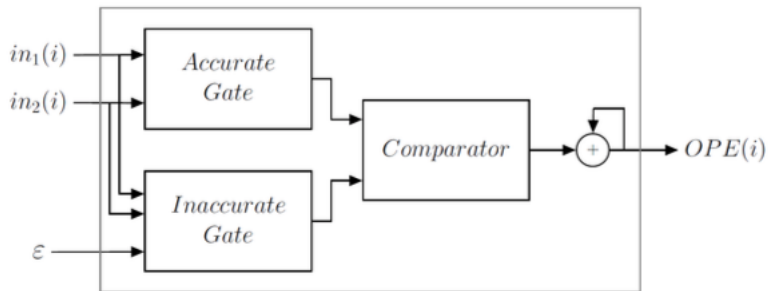 in₁(i)
in₂(i)
ε
Accurate
Gate
Inaccurate
Gate
Comparator
+
OPE(i)